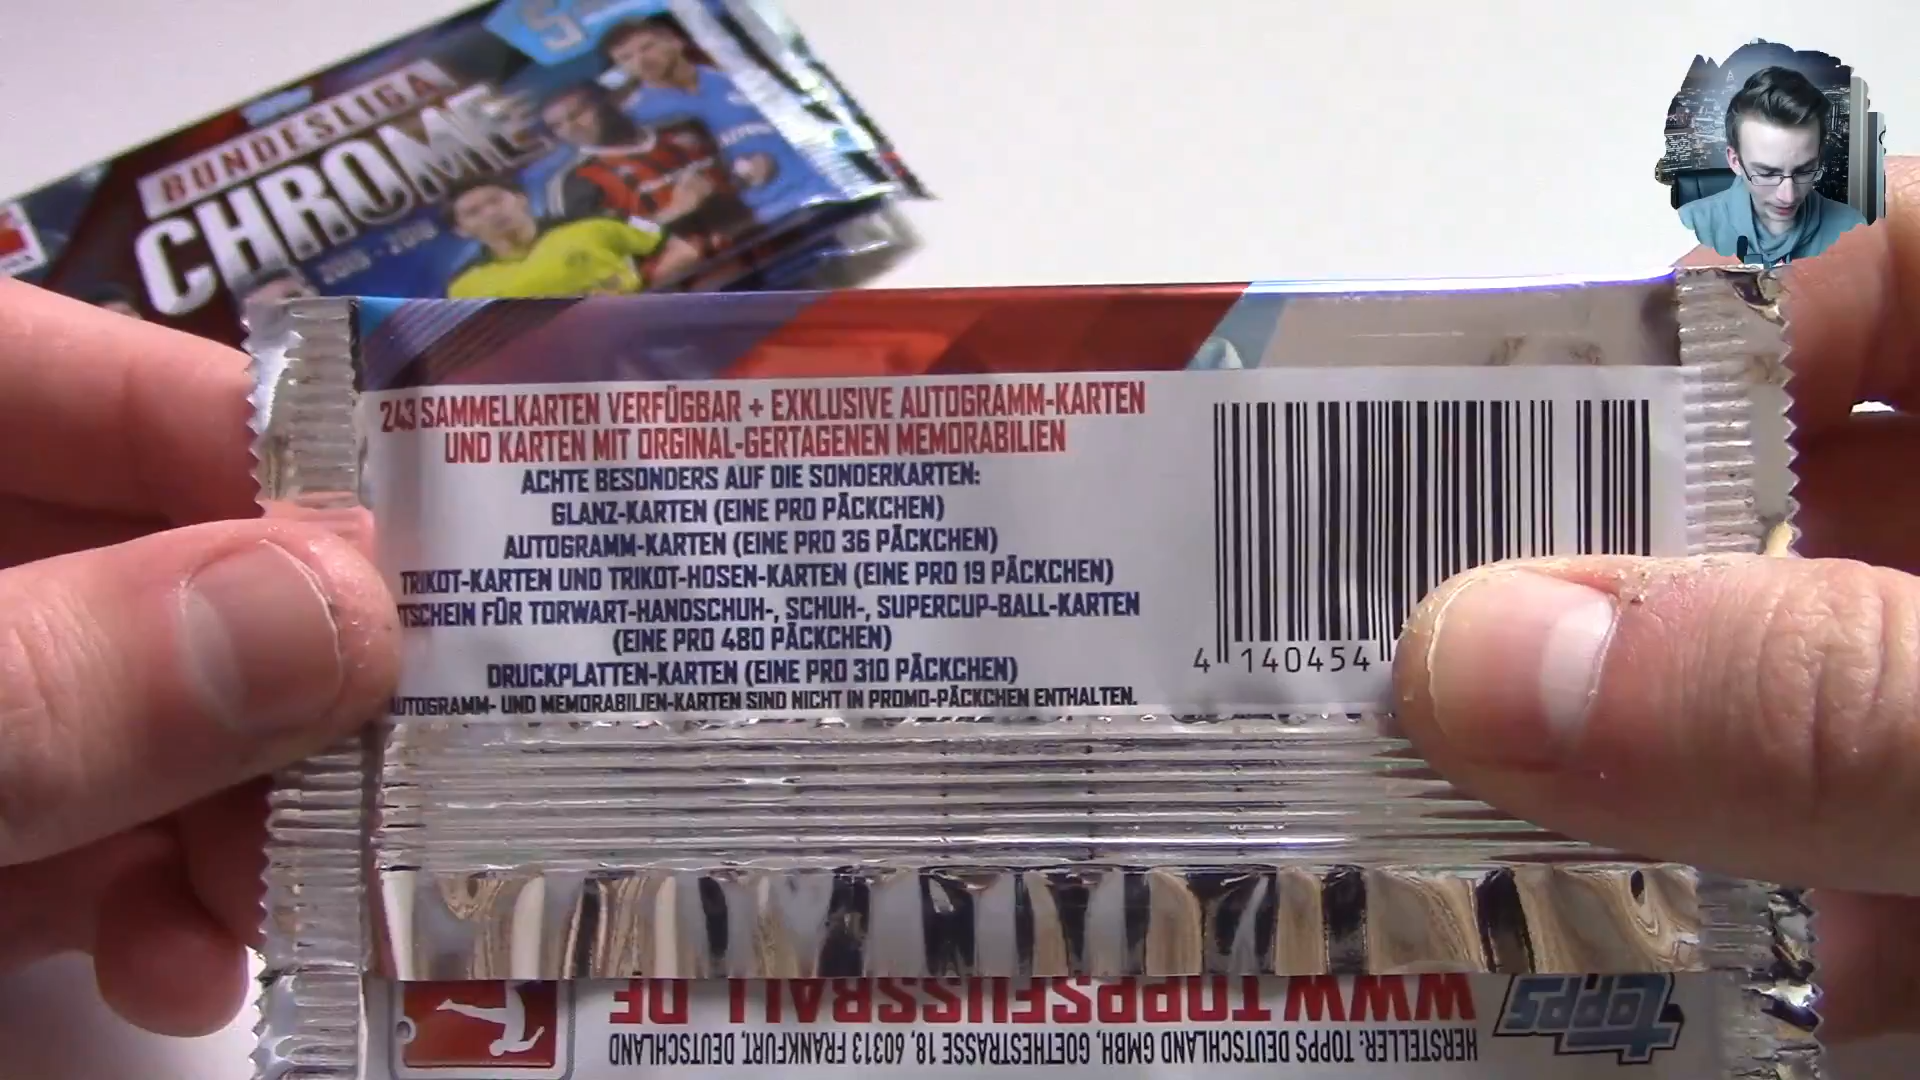 BUNDESLIGA
CHROME
243 SAMMELKARTEN VERFÜGBAR + EXKLUSIVE AUTOGRAMM-KARTEN
UND KARTEN MIT ORGINAL-GERTAGENEN MEMORABILIEN
ACHTE BESONDERS AUF DIE SONDERKARTEN:
GLANZ-KARTEN (EINE PRO PÄCKCHEN)
AUTOGRAMM-KARTEN (EINE PRO 36 PÄCKCHEN)
TRIKOT-KARTEN UND TRIKOT-HOSEN-KARTEN (EINE PRO 19 PÄCKCHEN)
TSCHEIN FÜR TORWART-HANDSCHUH-, SCHUH-, SUPERCUP-BALL-KARTEN
(EINE PRO 480 PÄCKCHEN)
DRUCKPLATTEN-KARTEN (EINE PRO 310 PÄCKCHEN)
AUTOGRAMM- UND MEMORABILIEN-KARTEN SIND NICHT IN PROMO-PÄCKCHEN ENTHALTEN.
4 140454
topps
HERSTELLER: TOPPS DEUTSCHLAND GMBH, GOETHESTRASSE 18, 60313 FRANKFURT, DEUTSCHLAND
WWW.TOPPSFUSSBALL.DE